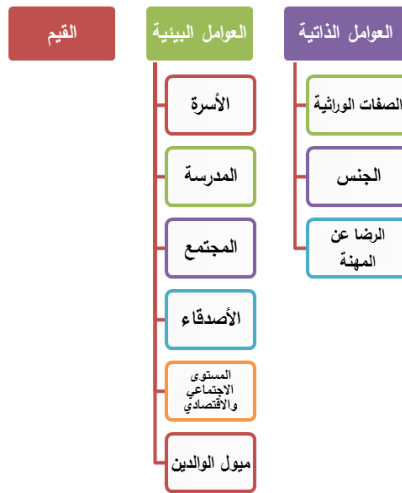 العوامل الذاتية
الصفات الوراثية
الجنس
الرضا عن
المهنة
العوامل البيئية
الأسرة
المدرسة
المجتمع
الأصدقاء
المستوى
الاجتماعي
والاقتصادي
ميول الوالدين
القيم